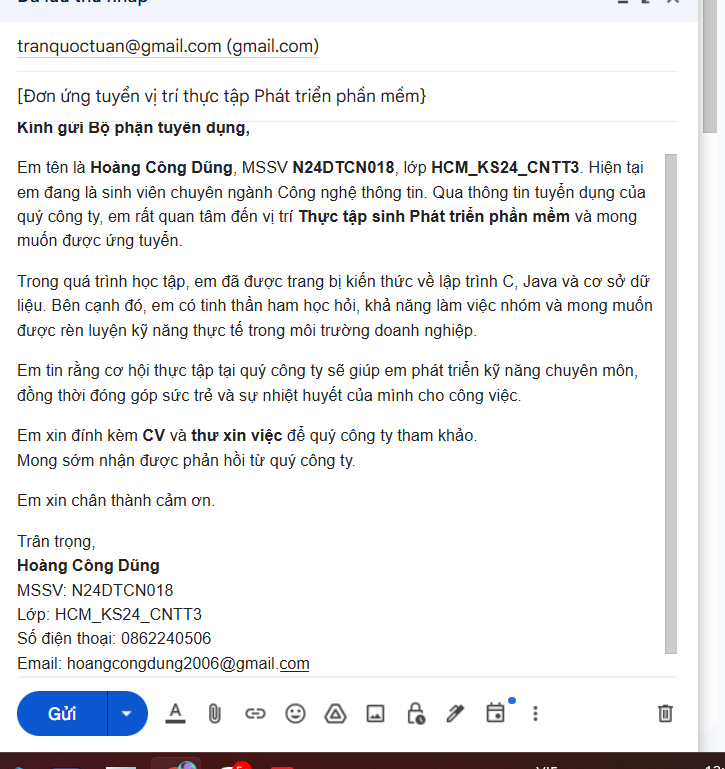 Đã lưu thư nháp
tranquoctuan@gmail.com (gmail.com)
[Đơn ứng tuyển vị trí thực tập Phát triển phần mềm}
Kính gửi Bộ phận tuyển dụng,
Em tên là Hoàng Công Dũng, MSSV N24DTCN018, lớp HCM_KS24_CNTT3. Hiện tại
em đang là sinh viên chuyên ngành Công nghệ thông tin. Qua thông tin tuyển dụng của
quý công ty, em rất quan tâm đến vị trí Thực tập sinh Phát triển phần mềm và mong
muốn được ứng tuyển.
Trong quá trình học tập, em đã được trang bị kiến thức về lập trình C, Java và cơ sở dữ
liệu. Bên cạnh đó, em có tinh thần ham học hỏi, khả năng làm việc nhóm và mong muốn
được rèn luyện kỹ năng thực tế trong môi trường doanh nghiệp.
Em tin rằng cơ hội thực tập tại quý công ty sẽ giúp em phát triển kỹ năng chuyên môn,
đồng thời đóng góp sức trẻ và sự nhiệt huyết của mình cho công việc.
Em xin đính kèm CV và thư xin việc để quý công ty tham khảo.
Mong sớm nhận được phản hồi từ quý công ty.
Em xin chân thành cảm ơn.
Trân trọng,
Hoàng Công Dũng
MSSV: N24DTCN018
Lớp: HCM_KS24_CNTT3
Số điện thoại: 0862240506
Email: hoangcongdung2006@gmail.com
Gửi